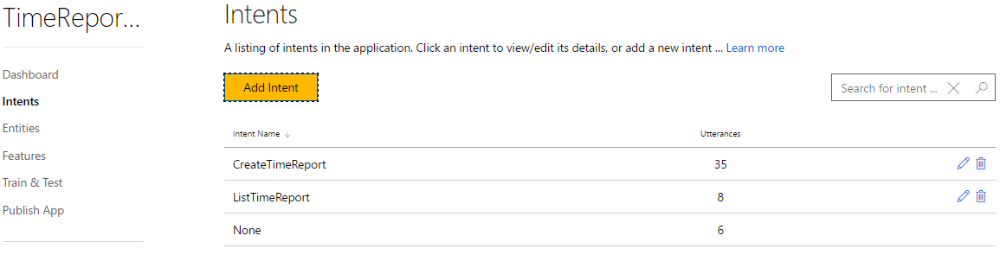 TimeRepor...
Dashboard
Intents
Entities
Features
Train & Test
Publish App
Intents
A listing of intents in the application. Click an intent to view/edit its details, or add a new intent ... Learn more
Add Intent
Search for intent ...
Intent Name Utterances
CreateTimeReport 35
ListTimeReport 8
None 6